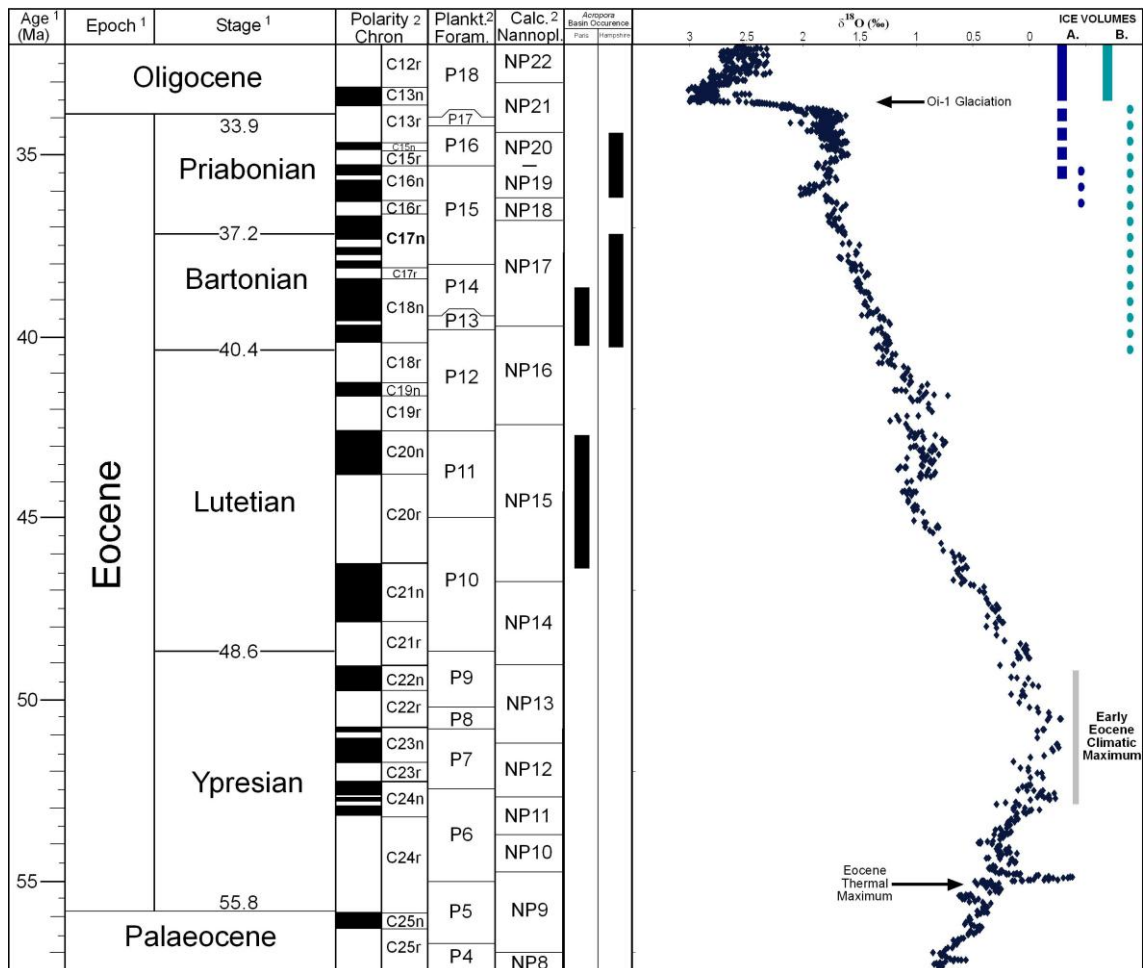 Age 1
(Ma)
Epoch 1
Stage 1
Polarity 2
Chron
Plankt.2
Foram.
Calc. 2
Nannopl.
Acropora
Basin Occurence
Paris
Hampshire
δ18O (‰)
3 2.5 2 1.5 1 0.5 0
ICE VOLUMES
A. B.
35
40
45
50
55
Oligocene
Eocene
Palaeocene
33.9
Priabonian
37.2
Bartonian
40.4
Lutetian
48.6
Ypresian
55.8
C12r
C13n
C13r
C15n
C15r
C16n
C16r
C17n
C17r
C18n
C18r
C19n
C19r
C20n
C20r
C21n
C21r
C22n
C22r
C23n
C23r
C24n
C24r
C25n
C25r
P18
P17
P16
P15
P14
P13
P12
P11
P10
P9
P8
P7
P6
P5
P4
NP22
NP21
NP20
NP19
NP18
NP17
NP16
NP15
NP14
NP13
NP12
NP11
NP10
NP9
NP8
Oi-1 Glaciation
Early
Eocene
Climatic
Maximum
Eocene
Thermal
Maximum